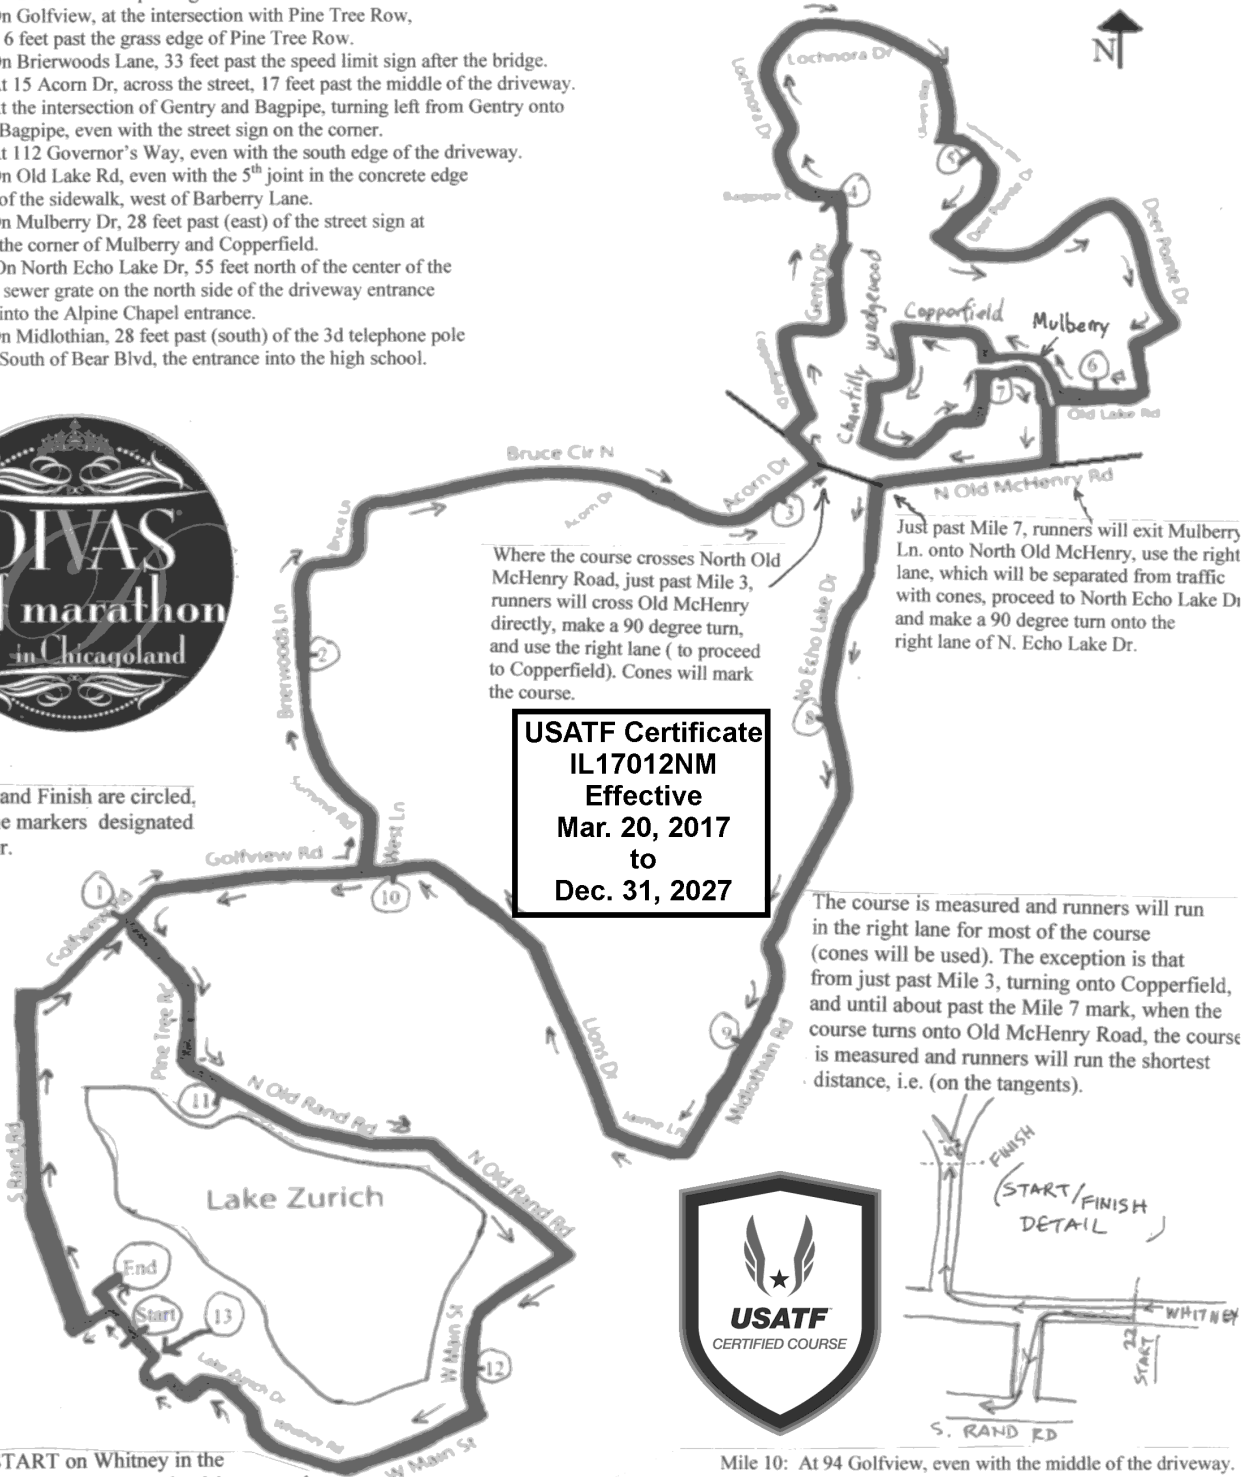 n Golfview, at the intersection with Pine Tree Row,
6 feet past the grass edge of Pine Tree Row.
n Brierwoods Lane, 33 feet past the speed limit sign after the bridge.
t 15 Acorn Dr, across the street, 17 feet past the middle of the driveway.
t the intersection of Gentry and Bagpipe, turning left from Gentry onto
Bagpipe, even with the street sign on the corner.
t 112 Governor's Way, even with the south edge of the driveway.
n Old Lake Rd, even with the 5th joint in the concrete edge
of the sidewalk, west of Barberry Lane.
n Mulberry Dr, 28 feet past (east) of the street sign at
the corner of Mulberry and Copperfield.
On North Echo Lake Dr, 55 feet north of the center of the
sewer grate on the north side of the driveway entrance
into the Alpine Chapel entrance.
n Midlothian, 28 feet past (south) of the 3d telephone pole
South of Bear Blvd, the entrance into the high school.
N
Lochnora Dr
Lochnora Dr
5
4
Deer Pointe Dr
Deer Pointe Dr
Gentry Dr
Copperfield Dr
Wedgewood
Chantilly
Copperfield
Mulberry
6
7
Old Lake Rd
N Old McHenry Rd
DIVAS
marathon
in Chicagoland
Bruce Cir N
Bruce Ln
Acorn Dr
Acorn Dr
3
Where the course crosses North Old
McHenry Road, just past Mile 3,
runners will cross Old McHenry
directly, make a 90 degree turn,
and use the right lane ( to proceed
to Copperfield). Cones will mark
the course.
Just past Mile 7, runners will exit Mulberry
Ln. onto North Old McHenry, use the right
lane, which will be separated from traffic
with cones, proceed to North Echo Lake Dr
and make a 90 degree turn onto the
right lane of N. Echo Lake Dr.
Brierwoods Ln
2
No Echo Lake Dr
8
USATF Certificate
IL17012NM
Effective
Mar. 20, 2017
to
Dec. 31, 2027
and Finish are circled,
e markers designated
r.
Golfview Rd
West Ln
10
1
Golfview Rd
The course is measured and runners will run
in the right lane for most of the course
(cones will be used). The exception is that
from just past Mile 3, turning onto Copperfield,
and until about past the Mile 7 mark, when the
course turns onto Old McHenry Road, the course
is measured and runners will run the shortest
distance, i.e. (on the tangents).
Pine Tree Ro
Lions Dr
9
Midlothian Rd
11
N Old Rand Rd
N Old Rand Rd
S Rand Rd
Lake Zurich
End
Start
13
Lake Zurich Dr
Whitney Rd
W Main St
12
W Main St
USATF
CERTIFIED COURSE
FINISH
(START/FINISH
DETAIL)
WHITNEY
22
START
S. RAND RD
START on Whitney in the
Mile 10: At 94 Golfview, even with the middle of the driveway.